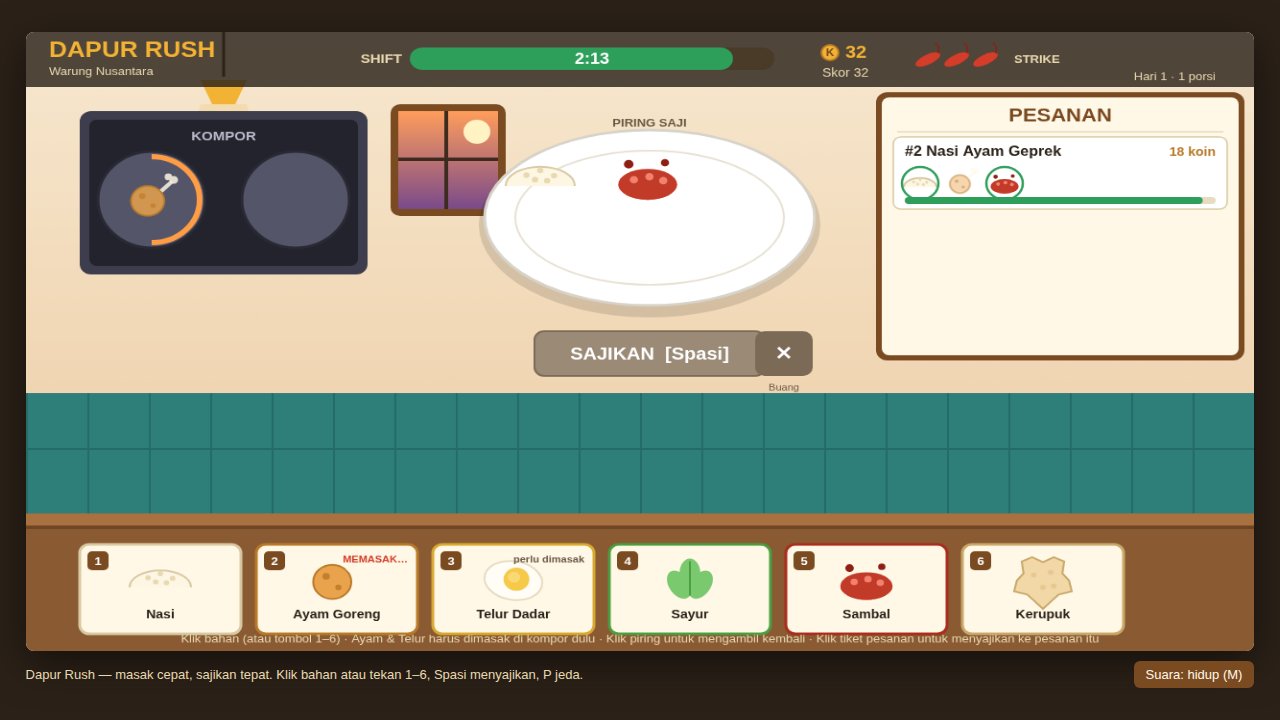 DAPUR RUSH
Warung Nusantara
SHIFT
2:13
K 32
Skor 32
STRIKE
Hari 1 · 1 porsi
KOMPOR
PIRING SAJI
PESANAN
#2 Nasi Ayam Geprek
18 koin
SAJIKAN [Spasi]
✕
Buang
1
Nasi
2
MEMASAK...
Ayam Goreng
3
perlu dimasak
Telur Dadar
4
Sayur
5
Sambal
6
Kerupuk
Klik bahan (atau tombol 1–6) · Ayam & Telur harus dimasak di kompor dulu · Klik piring untuk mengambil kembali · Klik tiket pesanan untuk menyajikan ke pesanan itu
Dapur Rush — masak cepat, sajikan tepat. Klik bahan atau tekan 1–6, Spasi menyajikan, P jeda.
Suara: hidup (M)